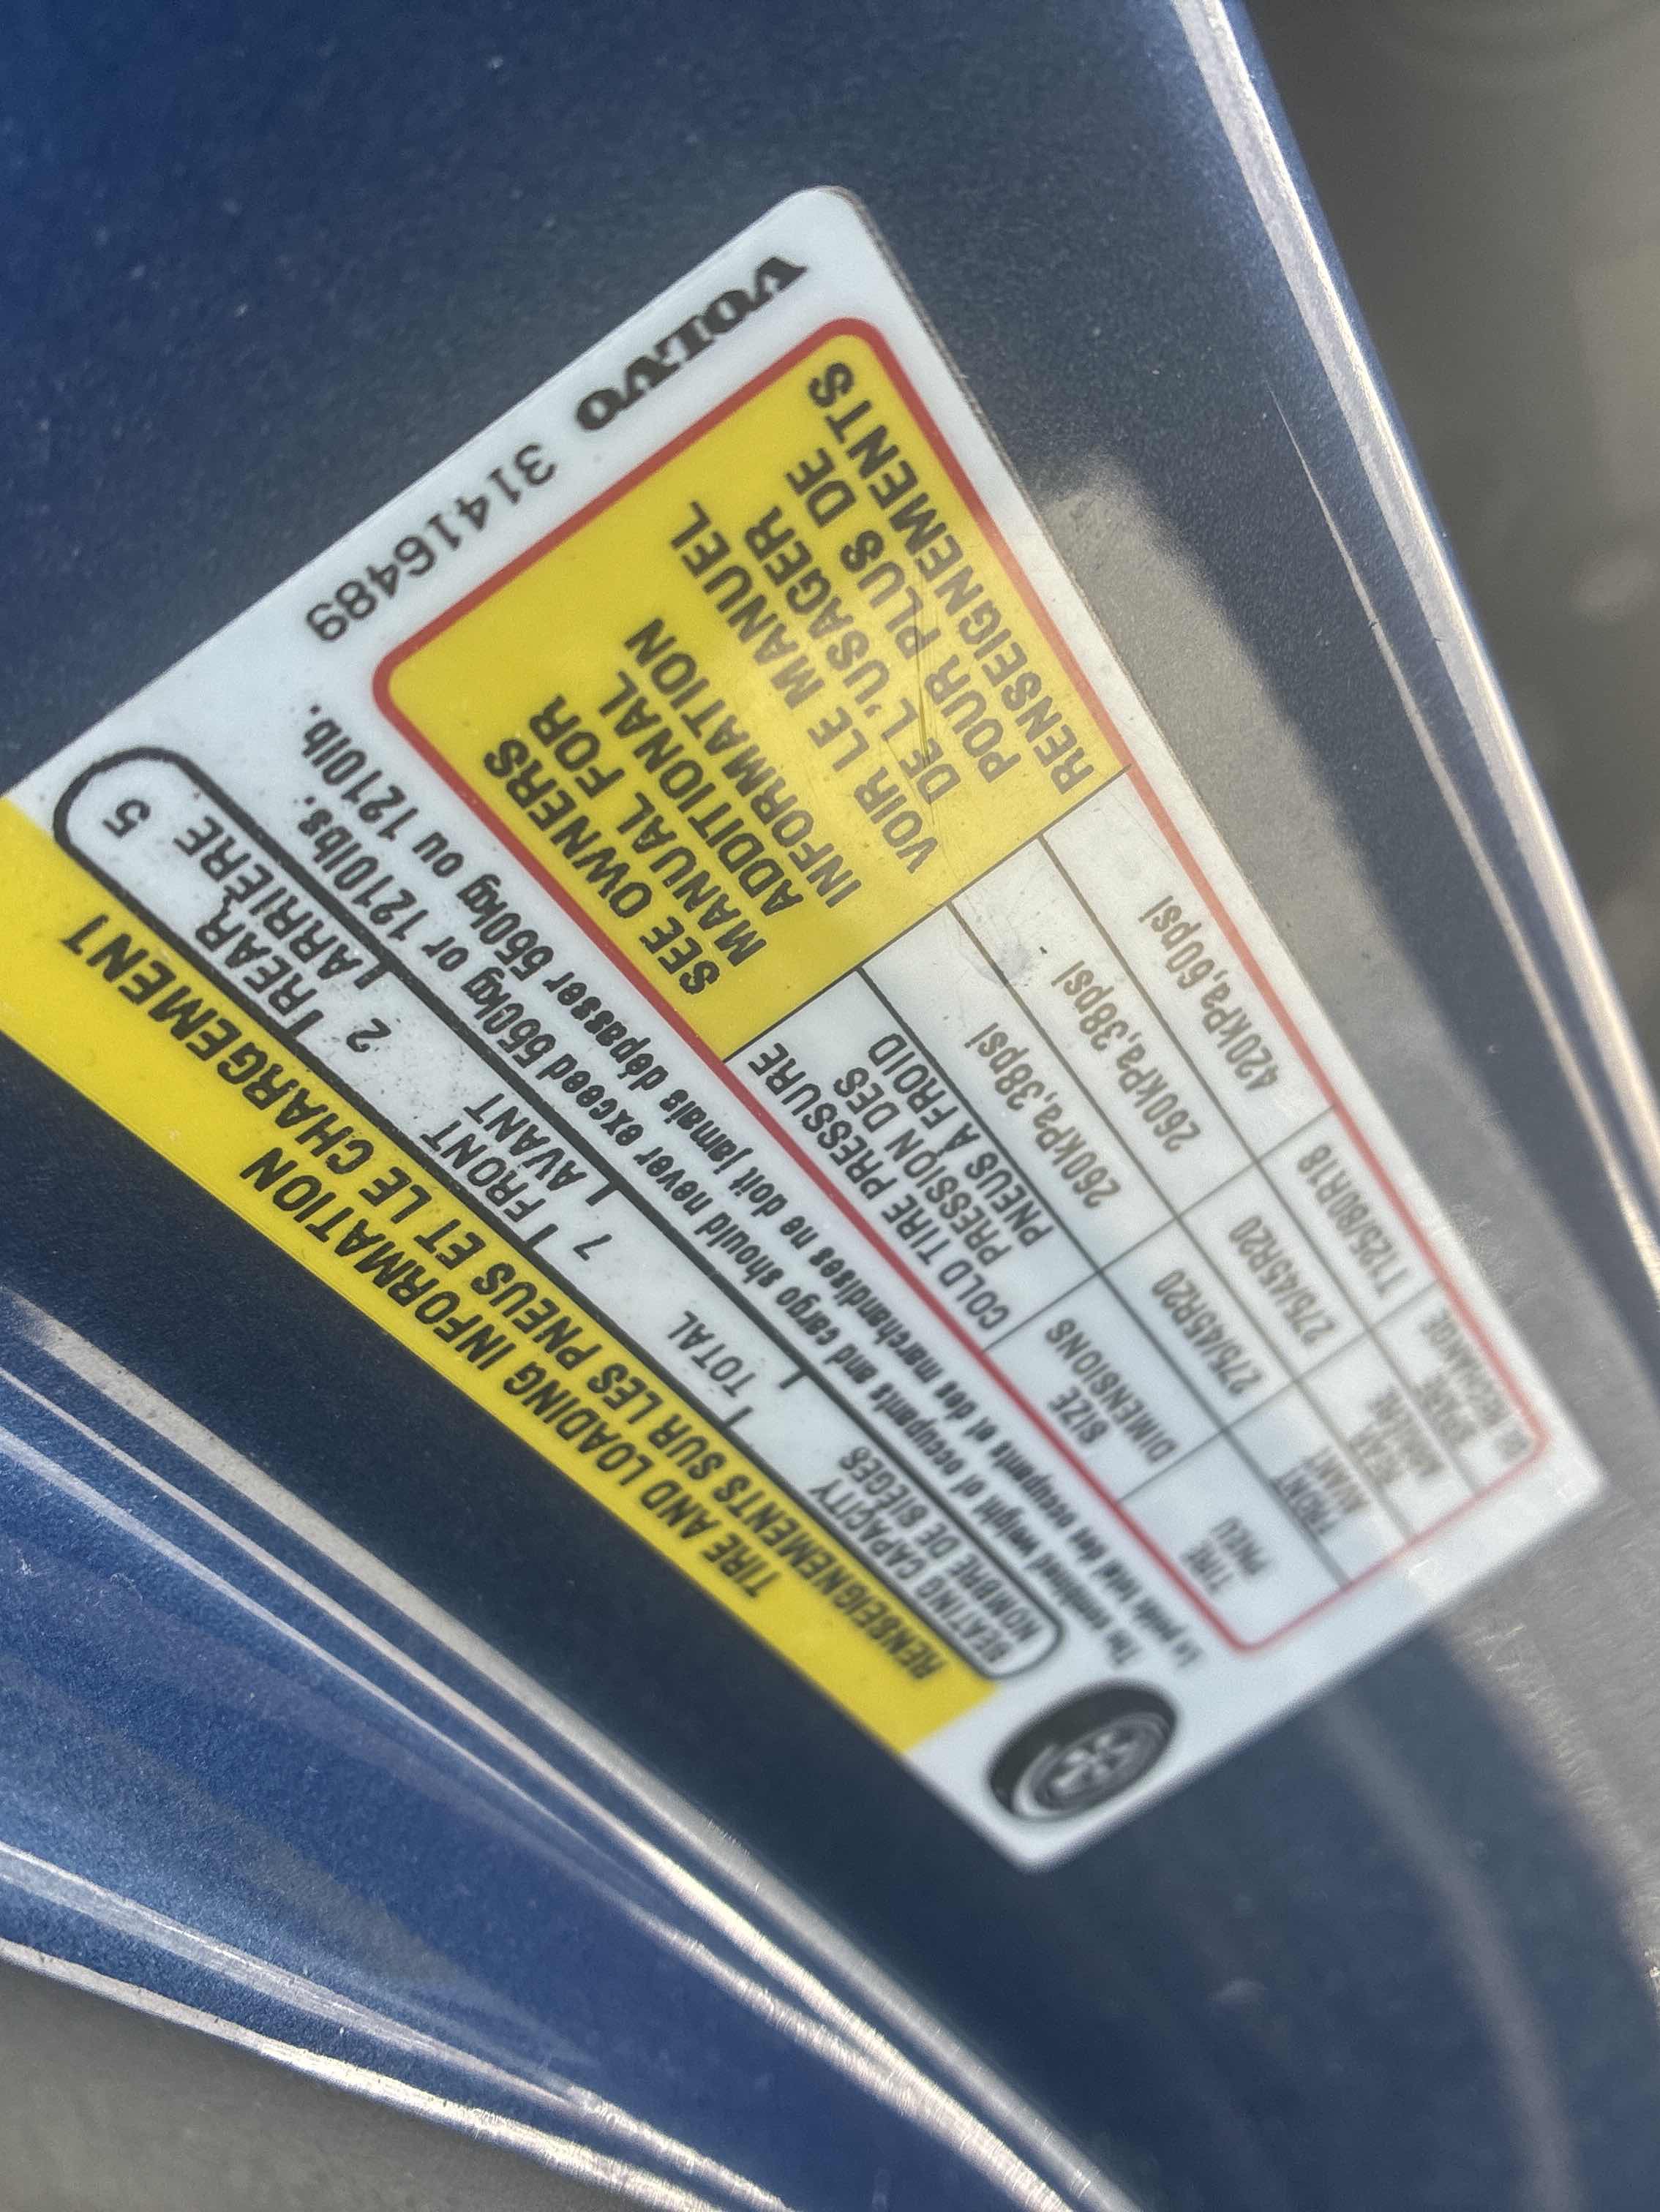 TIRE AND LOADING INFORMATION
RENSEIGNEMENTS SUR LES PNEUS ET LE CHARGEMENT
SEATING CAPACITY
NOMBRE DE SIÈGES
TOTAL 7
FRONT
AVANT 2
REAR
ARRIÈRE 5
The combined weight of occupants and cargo should never exceed 550kg or 1210lbs.
Le poids total des occupants et des marchandises ne doit jamais dépasser 550kg ou 1210lb.
TIRE
PNEU
SIZE
DIMENSIONS
COLD TIRE PRESSURE
PRESSION DES
PNEUS À FROID
FRONT
AVANT
275/45R20
260kPa,38psi
REAR
ARRIÈRE
275/45R20
260kPa,38psi
SPARE
DE RECHANGE
T125/80R18
420kPa,60psi
SEE OWNERS
MANUAL FOR
ADDITIONAL
INFORMATION
VOIR LE MANUEL
DE L'USAGER
POUR PLUS DE
RENSEIGNEMENTS
31416489 VOLVO